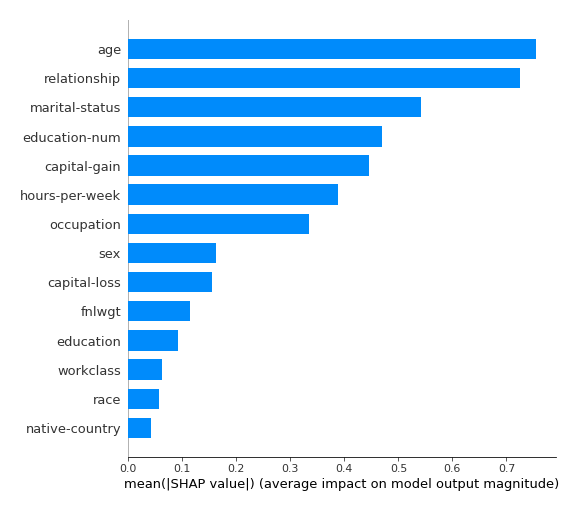 age
relationship
marital-status
education-num
capital-gain
hours-per-week
occupation
sex
capital-loss
fnlwgt
education
workclass
race
native-country
0.0 0.1 0.2 0.3 0.4 0.5 0.6 0.7
mean(|SHAP value|) (average impact on model output magnitude)